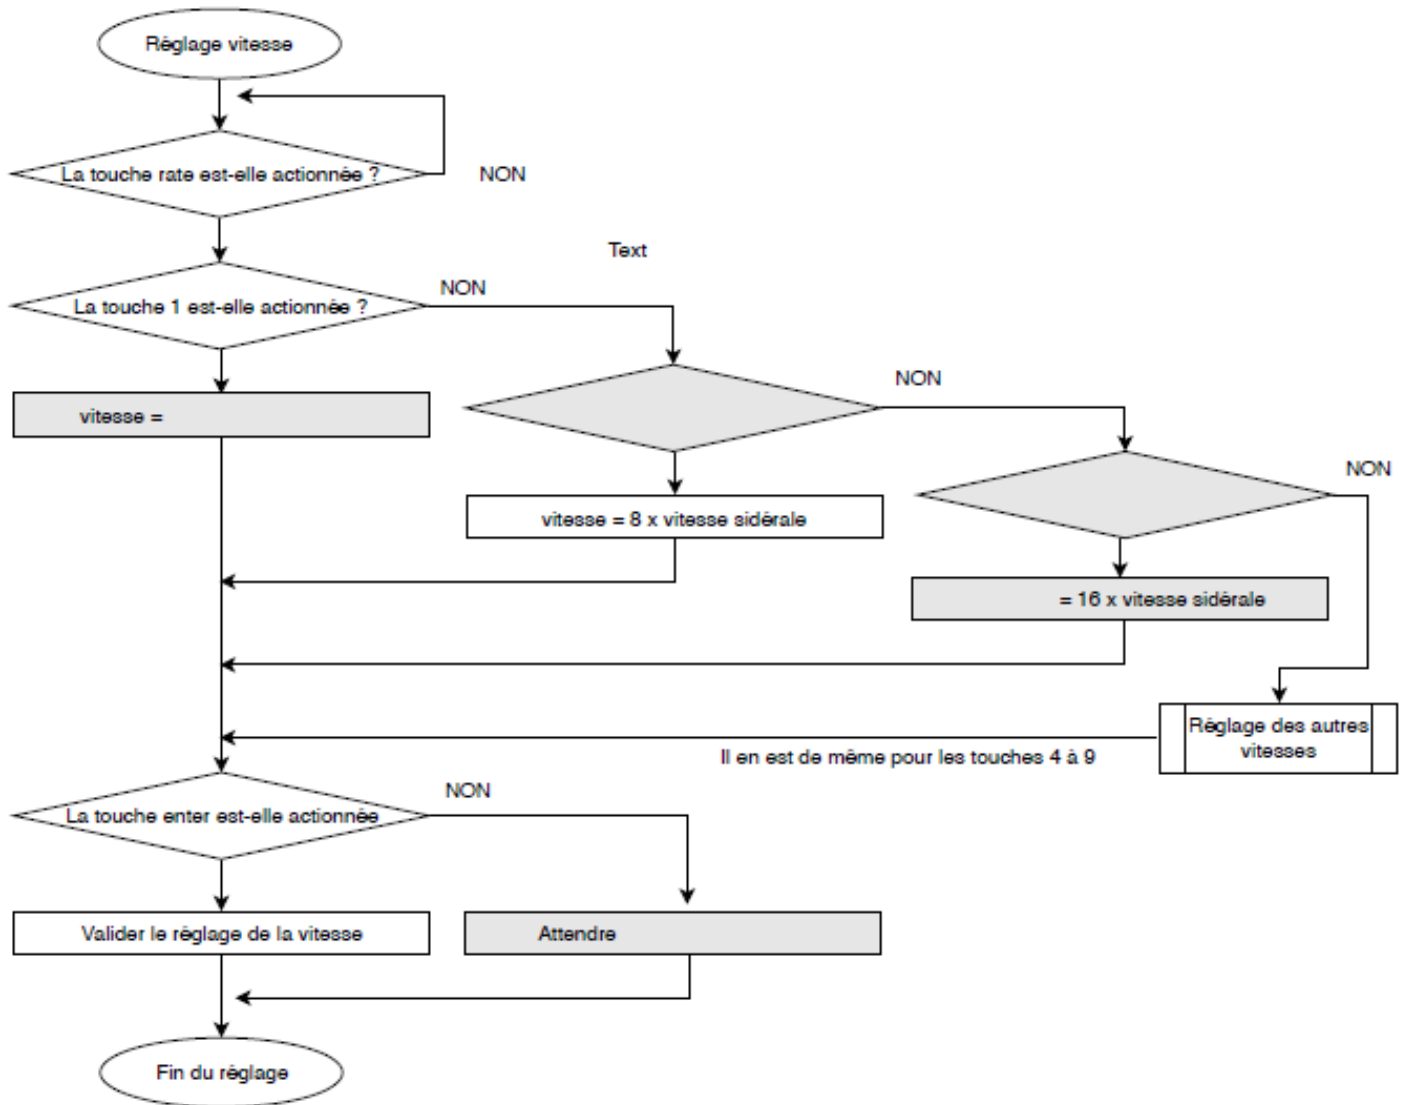 Réglage vitesse
La touche rate est-elle actionnée ?
NON
Text
La touche 1 est-elle actionnée ?
NON
NON
vitesse =
NON
vitesse = 8 x vitesse sidérale
= 16 x vitesse sidérale
Réglage des autres
vitesses
Il en est de même pour les touches 4 à 9
NON
La touche enter est-elle actionnée
Valider le réglage de la vitesse
Attendre
Fin du réglage